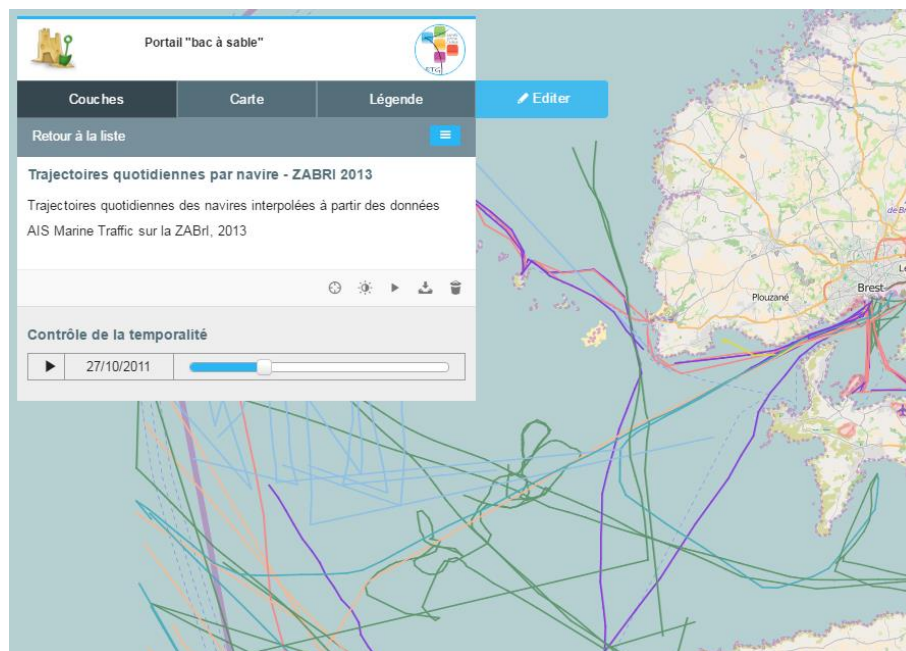 Portail "bac à sable"
ETG
Couches
Carte
Légende
Editer
Retour à la liste
Trajectoires quotidiennes par navire - ZABRI 2013
Trajectoires quotidiennes des navires interpolées à partir des données
AIS Marine Traffic sur la ZABrI, 2013
Contrôle de la temporalité
27/10/2011
Plouzané
Brest